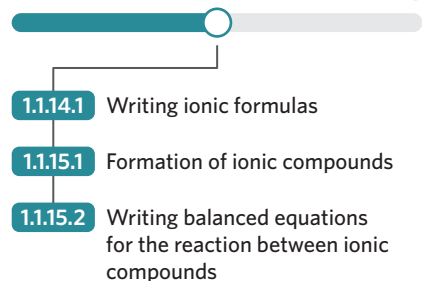 1.1.14.1 Writing ionic formulas
1.1.15.1 Formation of ionic compounds
1.1.15.2 Writing balanced equations
for the reaction between ionic
compounds